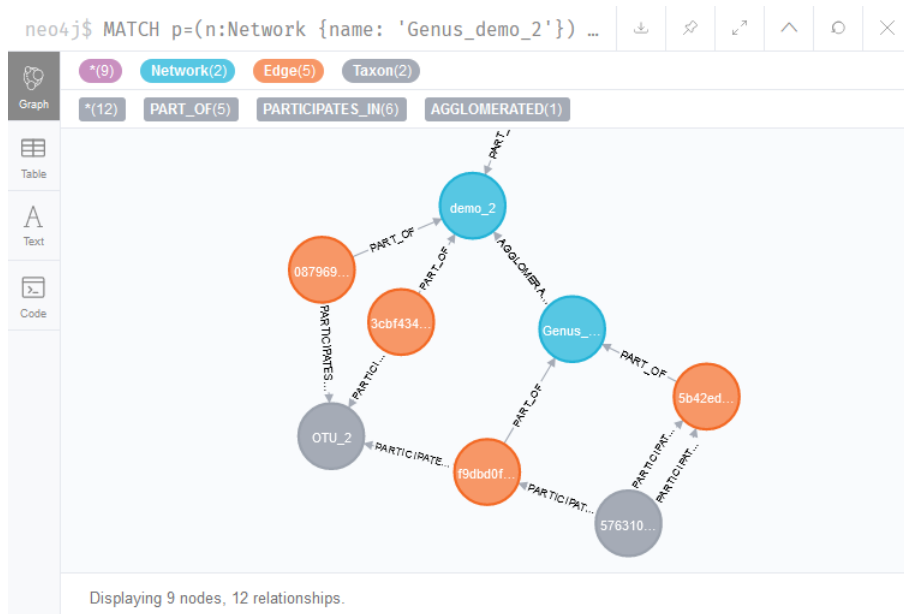 neo4j$ MATCH p=(n:Network {name: 'Genus_demo_2'}) …
Graph
Table
Text
Code
*(9) Network(2) Edge(5) Taxon(2)
*(12) PART_OF(5) PARTICIPATES_IN(6) AGGLOMERATED(1)
PART_
demo_2
PART_OF
087969…
PART_OF
AGGLOMERA…
3cbf434…
Genus_…
PARTICIPATES…
PARTICI…
PART_OF
5b42ed…
PART_OF
OTU_2
PARTICIPATE…
f9dbd0f…
PARTICIPAT…
PARTICIPAT…
PARTICIPAT…
576310…
Displaying 9 nodes, 12 relationships.